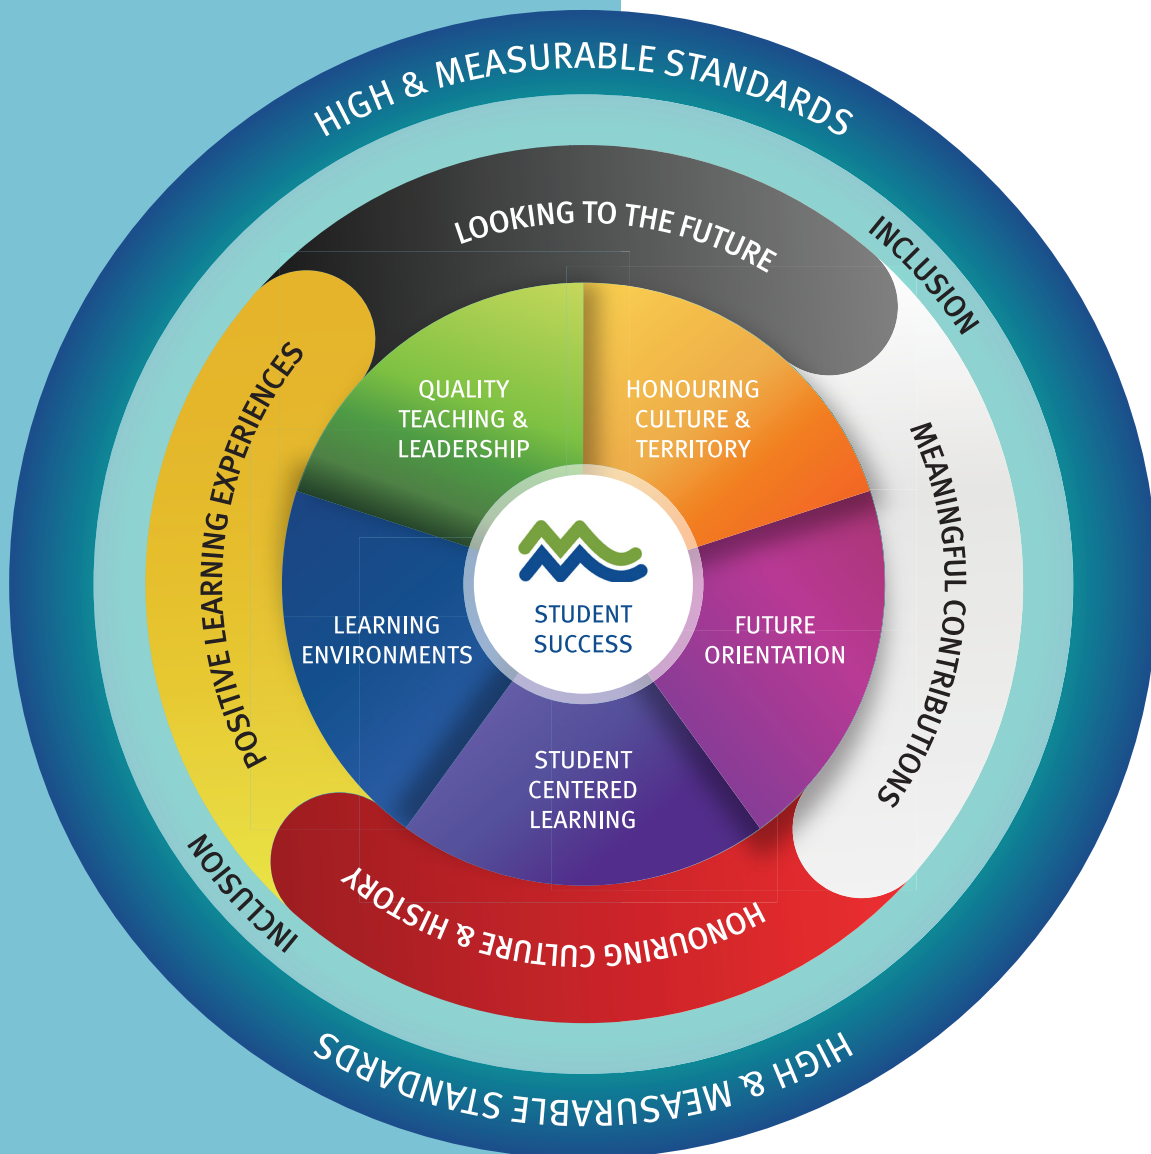 HIGH & MEASURABLE STANDARDS
INCLUSION
LOOKING TO THE FUTURE
MEANINGFUL CONTRIBUTIONS
HONOURING CULTURE & HISTORY
POSITIVE LEARNING EXPERIENCES
QUALITY
TEACHING &
LEADERSHIP
HONOURING
CULTURE &
TERRITORY
LEARNING
ENVIRONMENTS
STUDENT
SUCCESS
FUTURE
ORIENTATION
STUDENT
CENTERED
LEARNING
INCLUSION
HIGH & MEASURABLE STANDARDS